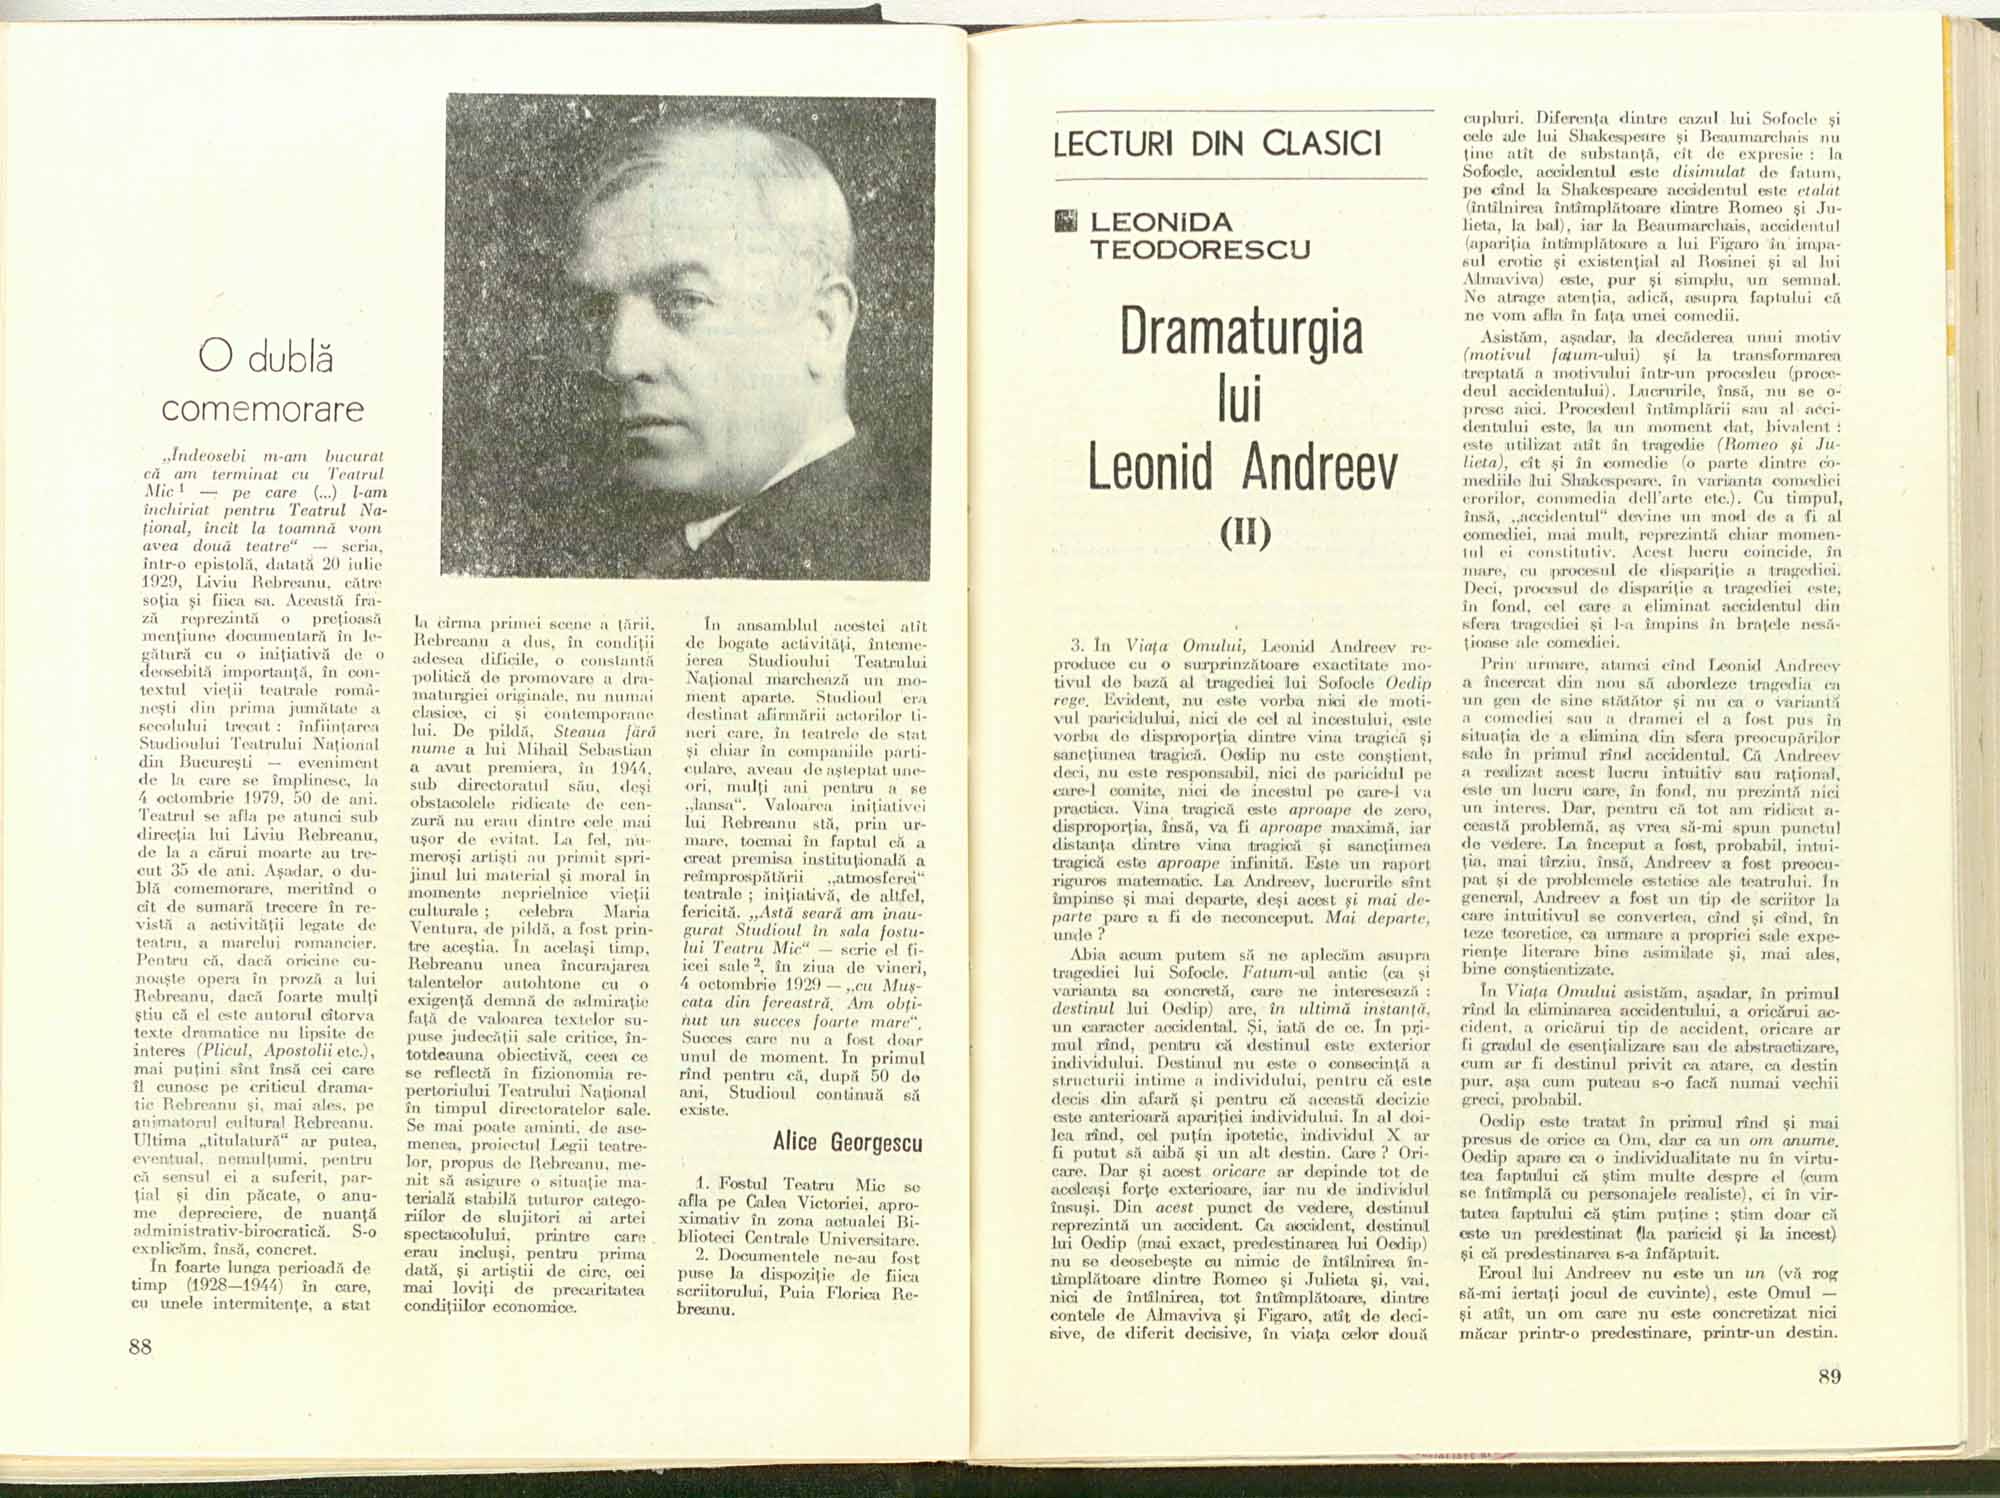 O dublă
comemorare
„Îndeosebi m-am bucurat
că am terminat cu Teatrul
Mic ¹ — pe care (...) l-am
închiriat pentru Teatrul Na-
țional, încît la toamnă vom
avea două teatre“ — scria,
într-o epistolă, datată 20 iulie
1929, Liviu Rebreanu, către
soția și fiica sa. Această fra-
ză reprezintă o prețioasă
mențiune documentară în le-
gătură cu o inițiativă de o
deosebită importanță, în con-
textul vieții teatrale româ-
nești din prima jumătate a
secolului trecut : înființarea
Studioului Teatrului Național
din București — eveniment
de la care se împlinesc, la
4 octombrie 1979, 50 de ani.
Teatrul se afla pe atunci sub
direcția lui Liviu Rebreanu,
de la a cărui moarte au tre-
cut 35 de ani. Așadar, o du-
blă comemorare, meritînd o
cît de sumară trecere în re-
vistă a activității legate de
teatru, a marelui romancier.
Pentru că, dacă oricine cu-
noaște opera în proză a lui
Rebreanu, dacă foarte mulți
știu că el este autorul cîtorva
texte dramatice nu lipsite de
interes (Plicul, Apostolii etc.),
mai puțini sînt însă cei care
îl cunosc pe criticul drama-
tic Rebreanu și, mai ales, pe
animatorul cultural Rebreanu.
Ultima „titulatură“ ar putea,
eventual, nemulțumi, pentru
că sensul ei a suferit, par-
țial și din păcate, o anu-
me depreciere, de nuanță
administrativ-birocratică. S-o
explicăm, însă, concret.
În foarte lunga perioadă de
timp (1928—1944) în care,
cu unele intermitențe, a stat
la cîrma primei scene a țării,
Rebreanu a dus, în condiții
adesea dificile, o constantă
politică de promovare a dra-
maturgiei originale, nu numai
clasice, ci și contemporane
lui. De pildă, Steaua fără
nume a lui Mihail Sebastian
a avut premiera, în 1944,
sub directoratul său, deși
obstacolele ridicate de cen-
zură nu erau dintre cele mai
ușor de evitat. La fel, nu-
meroși artiști au primit spri-
jinul lui material și moral în
momente neprielnice vieții
culturale ; celebra Maria
Ventura, de pildă, a fost prin-
tre aceștia. În același timp,
Rebreanu unea încurajarea
talentelor autohtone cu o
exigență demnă de admirație
față de valoarea textelor su-
puse judecății sale critice, în-
totdeauna obiectivă, ceea ce
se reflectă în fizionomia re-
pertoriului Teatrului Național
în timpul directoratelor sale.
Se mai poate aminti, de ase-
menea, proiectul Legii teatre-
lor, propus de Rebreanu, me-
nit să asigure o situație ma-
terială stabilă tuturor catego-
riilor de slujitori ai artei
spectacolului, printre care
erau incluși, pentru prima
dată, și artiștii de circ, cei
mai loviți de precaritatea
condițiilor economice.
În ansamblul acestei atît
de bogate activități, înteme-
ierea Studioului Teatrului
Național marchează un mo-
ment aparte. Studioul era
destinat afirmării actorilor ti-
neri care, în teatrele de stat
și chiar în companiile parti-
culare, aveau de așteptat une-
ori, mulți ani pentru a se
„lansa“. Valoarea inițiativei
lui Rebreanu stă, prin ur-
mare, tocmai în faptul că a
creat premisa instituțională a
reîmprospătării „atmosferei“
teatrale ; inițiativă, de altfel,
fericită. „Astă seară am inau-
gurat Studioul în sala fostu-
lui Teatru Mic“ — scrie el fi-
icei sale ², în ziua de vineri,
4 octombrie 1929 — „cu Muș-
cata din fereastră. Am obți-
nut un succes foarte mare“.
Succes care nu a fost doar
unul de moment. În primul
rînd pentru că, după 50 de
ani, Studioul continuă să
existe.
Alice Georgescu
1. Fostul Teatru Mic se
afla pe Calea Victoriei, apro-
ximativ în zona actualei Bi-
blioteci Centrale Universitare.
2. Documentele ne-au fost
puse la dispoziție de fiica
scriitorului, Puia Florica Re-
breanu.
88
LECTURI DIN CLASICI
LEONIDA
TEODORESCU
Dramaturgia
lui
Leonid Andreev
(II)
3. În Viața Omului, Leonid Andreev re-
produce cu o surprinzătoare exactitate mo-
tivul de bază al tragediei lui Sofocle Oedip
rege. Evident, nu este vorba nici de moti-
vul paricidului, nici de cel al incestului, este
vorba de disproporția dintre vina tragică și
sancțiunea tragică. Oedip nu este conștient,
deci, nu este responsabil, nici de paricidul pe
care-l comite, nici de incestul pe care-l va
practica. Vina tragică este aproape de zero,
disproporția, însă, va fi aproape maximă, iar
distanța dintre vina tragică și sancțiunea
tragică este aproape infinită. Este un raport
riguros matematic. La Andreev, lucrurile sînt
împinse și mai departe, deși acest și mai de-
parte pare a fi de neconceput. Mai departe,
unde ?
Abia acum putem să ne aplecăm asupra
tragediei lui Sofocle. Fatum-ul antic (ca și
varianta sa concretă, care ne interesează :
destinul lui Oedip) are, în ultimă instanță,
un caracter accidental. Și, iată de ce. În pri-
mul rînd, pentru că destinul este exterior
individului. Destinul nu este o consecință a
structurii intime a individului, pentru că este
decis din afară și pentru că această decizie
este anterioară apariției individului. În al doi-
lea rînd, cel puțin ipotetic, individul X ar
fi putut să aibă și un alt destin. Care ? Ori-
care. Dar și acest oricare ar depinde tot de
aceleași forțe exterioare, iar nu de individul
însuși. Din acest punct de vedere, destinul
reprezintă un accident. Ca accident, destinul
lui Oedip (mai exact, predestinarea lui Oedip)
nu se deosebește cu nimic de întîlnirea în-
tîmplătoare dintre Romeo și Julieta și, vai,
nici de întîlnirea, tot întîmplătoare, dintre
contele de Almaviva și Figaro, atît de deci-
sive, de diferit decisive, în viața celor două
cupluri. Diferența dintre cazul lui Sofocle și
cele ale lui Shakespeare și Beaumarchais nu
ține atît de substanță, cît de expresie : la
Sofocle, accidentul este disimulat de fatum,
pe cînd la Shakespeare accidentul este etalat
(întîlnirea întîmplătoare dintre Romeo și Ju-
lieta, la bal), iar la Beaumarchais, accidentul
(apariția întîmplătoare a lui Figaro în impa-
sul erotic și existențial al Rosinei și al lui
Almaviva) este, pur și simplu, un semnal.
Ne atrage atenția, adică, asupra faptului că
ne vom afla în fața unei comedii.
Asistăm, așadar, la decăderea unui motiv
(motivul fatum-ului) și la transformarea
treptată a motivului într-un procedeu (proce-
deul accidentului). Lucrurile, însă, nu se o-
presc aici. Procedeul întîmplării sau al acci-
dentului este, la un moment dat, bivalent :
este utilizat atît în tragedie (Romeo și Ju-
lieta), cît și în comedie (o parte dintre co-
mediile lui Shakespeare, în varianta comediei
erorilor, commedia dell'arte etc.). Cu timpul,
însă, „accidentul“ devine un mod de a fi al
comediei, mai mult, reprezintă chiar momen-
tul ei constitutiv. Acest lucru coincide, în
mare, cu procesul de dispariție a tragediei.
Deci, procesul de dispariție a tragediei este,
în fond, cel care a eliminat accidentul din
sfera tragediei și l-a împins în brațele nesă-
țioase ale comediei.
Prin urmare, atunci cînd Leonid Andreev
a încercat din nou să abordeze tragedia ca
un gen de sine stătător și nu ca o variantă
a comediei sau a dramei el a fost pus în
situația de a elimina din sfera preocupărilor
sale în primul rînd accidentul. Că Andreev
a realizat acest lucru intuitiv sau rațional,
este un lucru care, în fond, nu prezintă nici
un interes. Dar, pentru că tot am ridicat a-
ceastă problemă, aș vrea să-mi spun punctul
de vedere. La început a fost, probabil, intui-
ția, mai tîrziu, însă, Andreev a fost preocu-
pat și de problemele estetice ale teatrului. În
general, Andreev a fost un tip de scriitor la
care intuitivul se convertea, cînd și cînd, în
teze teoretice, ca urmare a propriei sale expe-
riențe literare bine asimilate și, mai ales,
bine conștientizate.
În Viața Omului asistăm, așadar, în primul
rînd la eliminarea accidentului, a oricărui ac-
cident, a oricărui tip de accident, oricare ar
fi gradul de esențializare sau de abstractizare,
cum ar fi destinul privit ca atare, ca destin
pur, așa cum puteau s-o facă numai vechii
greci, probabil.
Oedip este tratat în primul rînd și mai
presus de orice ca Om, dar ca un om anume.
Oedip apare ca o individualitate nu în virtu-
tea faptului că știm multe despre el (cum
se întîmplă cu personajele realiste), ci în vir-
tutea faptului că știm puține ; știm doar că
este un predestinat (la paricid și la incest)
și că predestinarea s-a înfăptuit.
Eroul lui Andreev nu este un un (vă rog
să-mi iertați jocul de cuvinte), este Omul —
și atît, un om care nu este concretizat nici
măcar printr-o predestinare, printr-un destin.
89